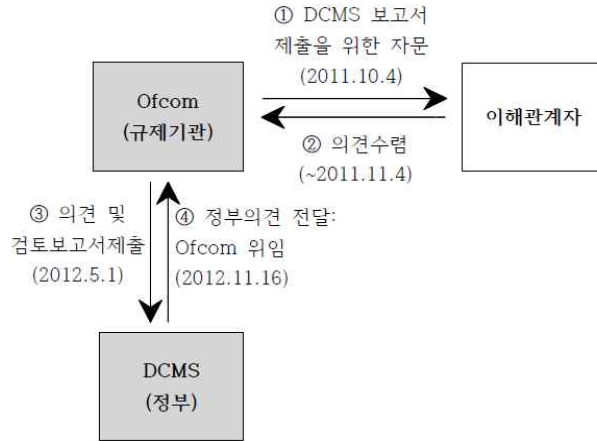 ① DCMS 보고서
제출을 위한 자문
(2011.10.4)
Ofcom
(규제기관)
이해관계자
② 의견수렴
(~2011.11.4)
③ 의견 및
검토보고서제출
(2012.5.1)
④ 정부의견 전달:
Ofcom 위임
(2012.11.16)
DCMS
(정부)